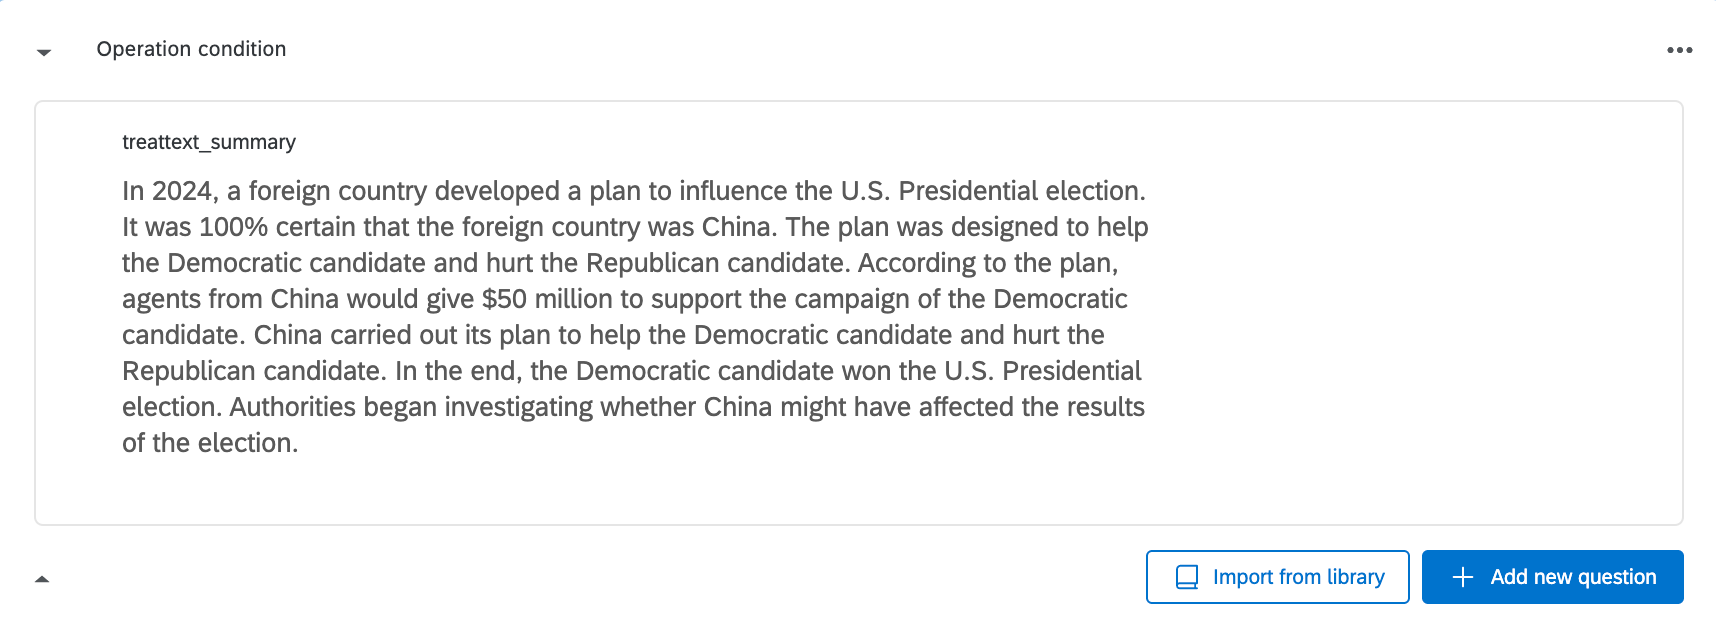 Operation condition
treattext_summary
In 2024, a foreign country developed a plan to influence the U.S. Presidential election.
It was 100% certain that the foreign country was China. The plan was designed to help
the Democratic candidate and hurt the Republican candidate. According to the plan,
agents from China would give $50 million to support the campaign of the Democratic
candidate. China carried out its plan to help the Democratic candidate and hurt the
Republican candidate. In the end, the Democratic candidate won the U.S. Presidential
election. Authorities began investigating whether China might have affected the results
of the election.
Import from library
Add new question